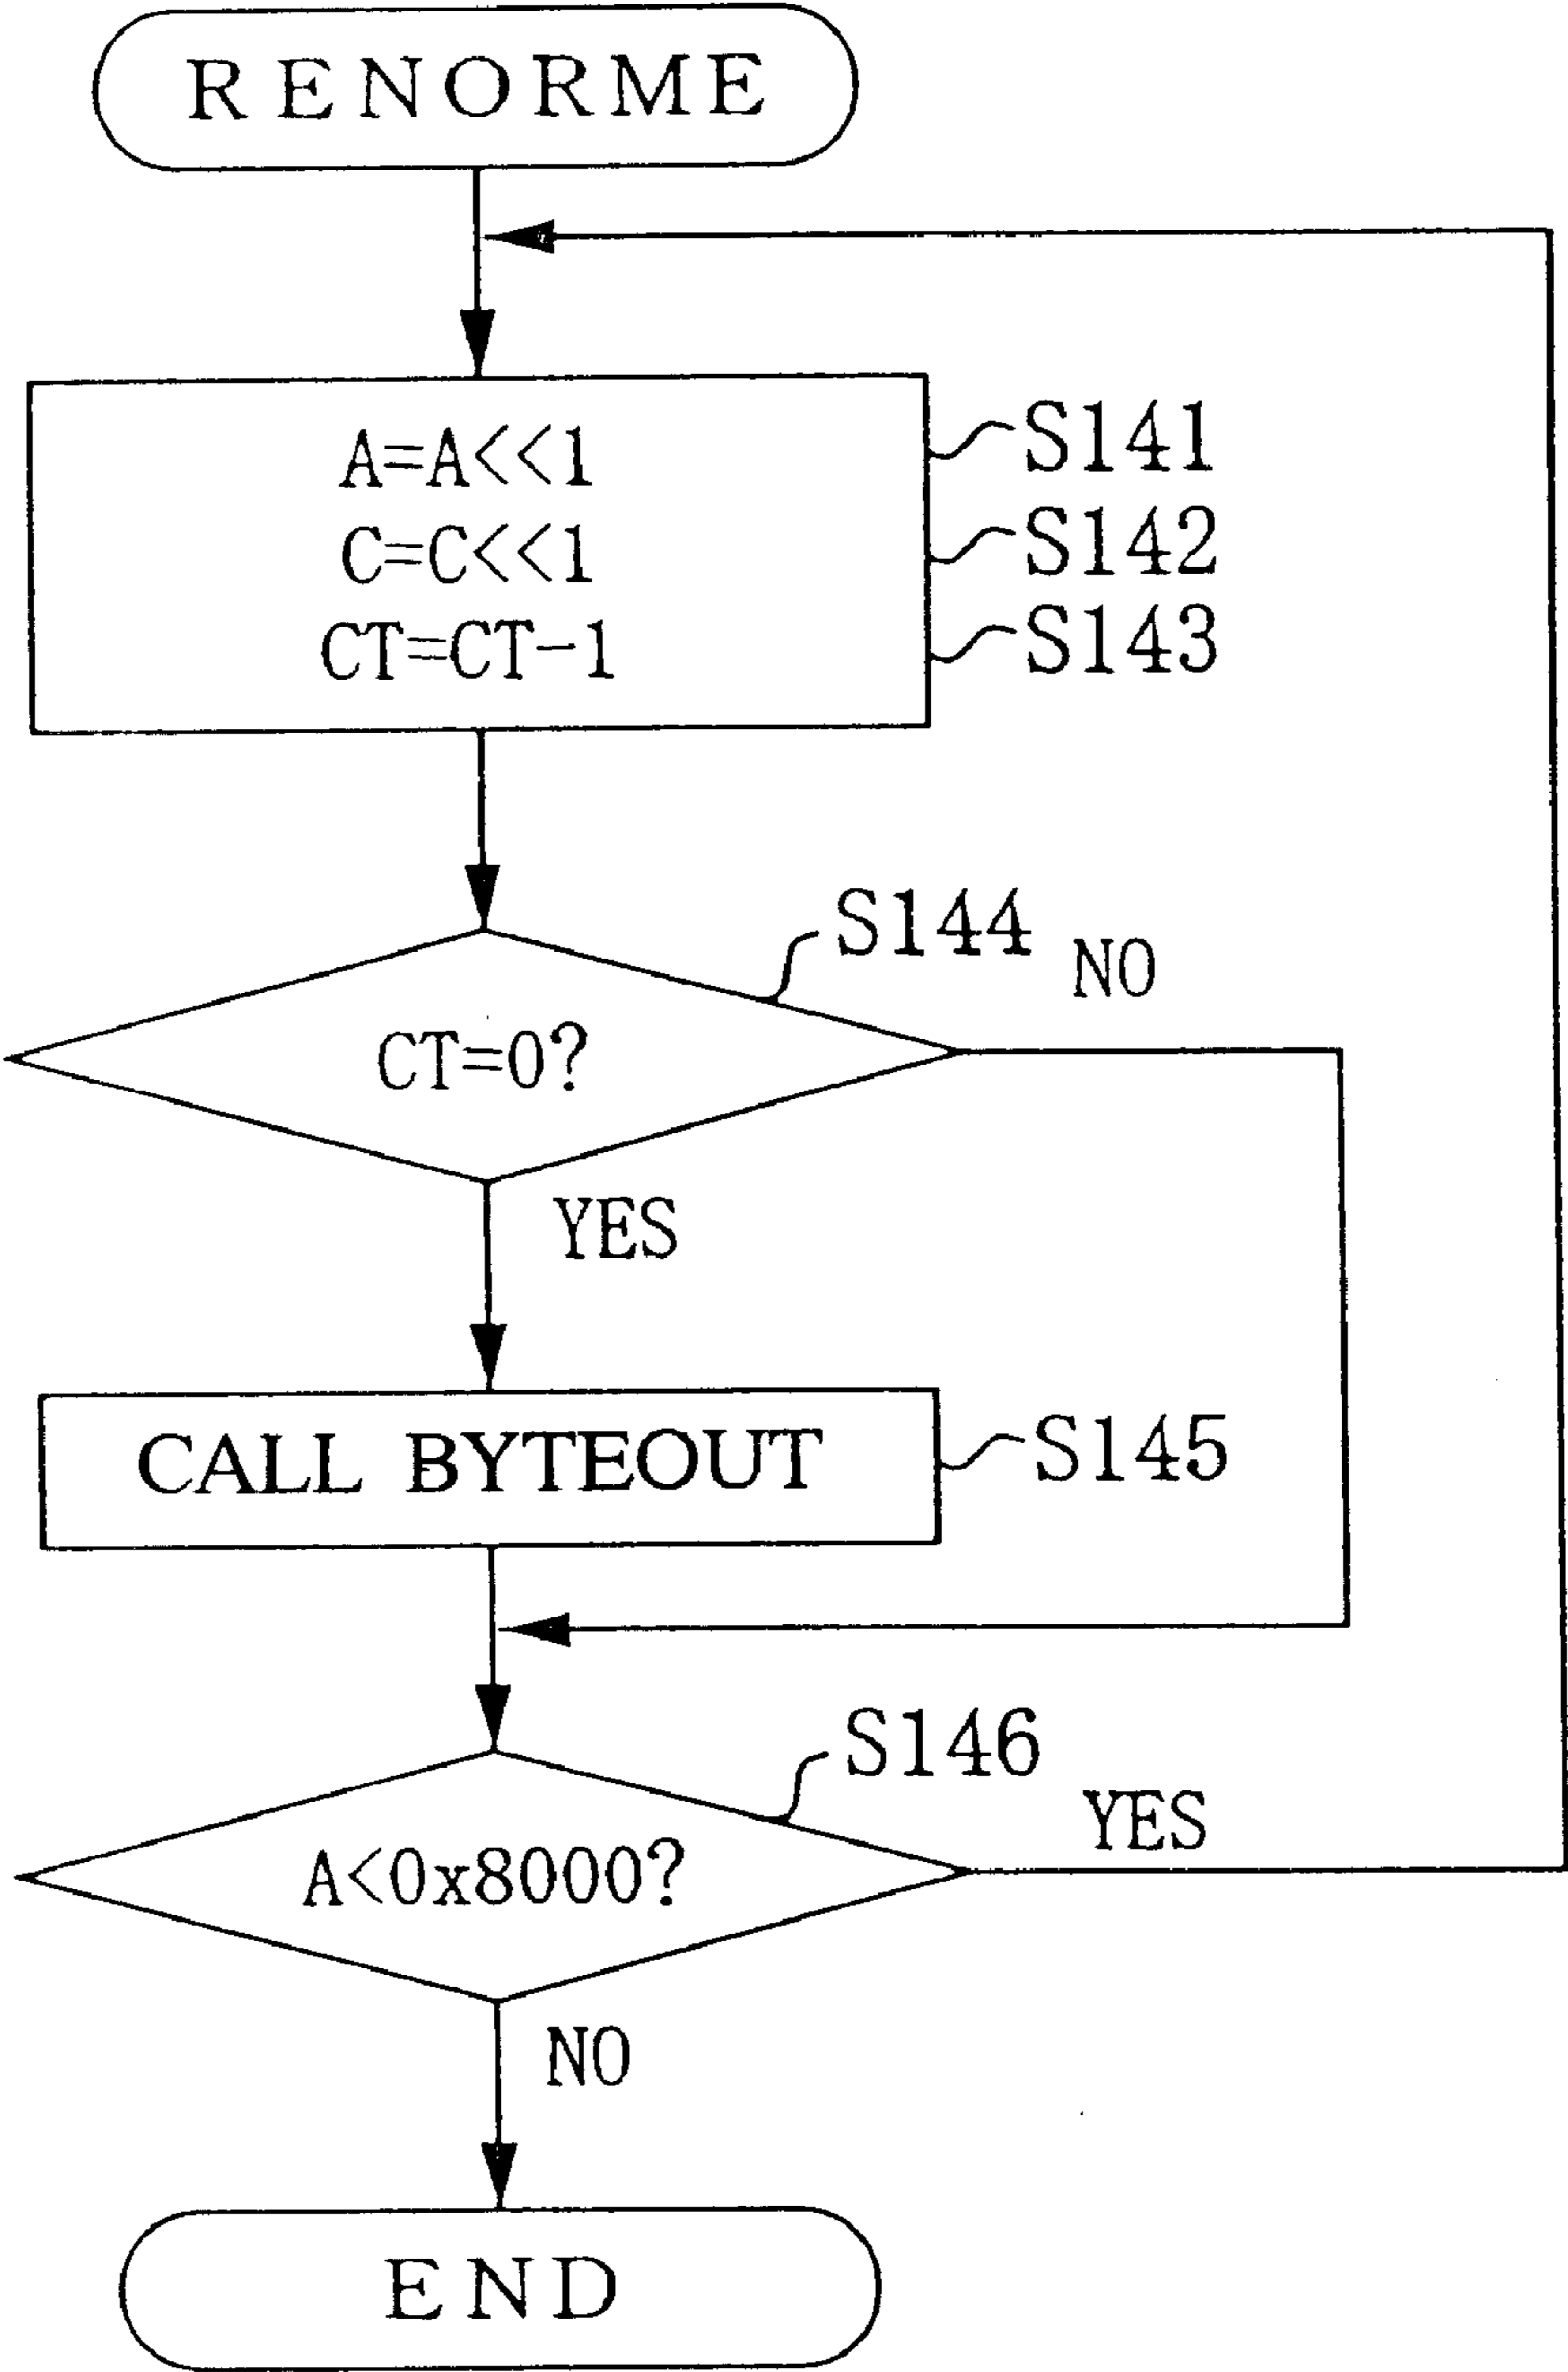 RENORME
A=A<<1
S141
C=C<<1
S142
CT=CT-1
S143
S144
NO
CT=0?
YES
CALL BYTEOUT
S145
S146
YES
A<0x8000?
NO
END